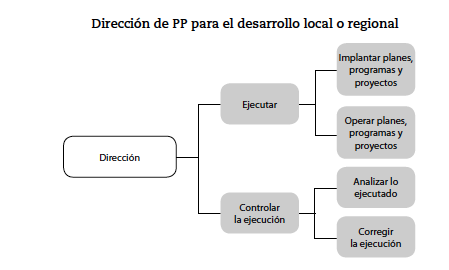 Dirección de PP para el desarrollo local o regional
Dirección
Ejecutar
Implantar planes,
programas y
proyectos
Operar planes,
programas y
proyectos
Controlar
la ejecución
Analizar lo
ejecutado
Corregir
la ejecución